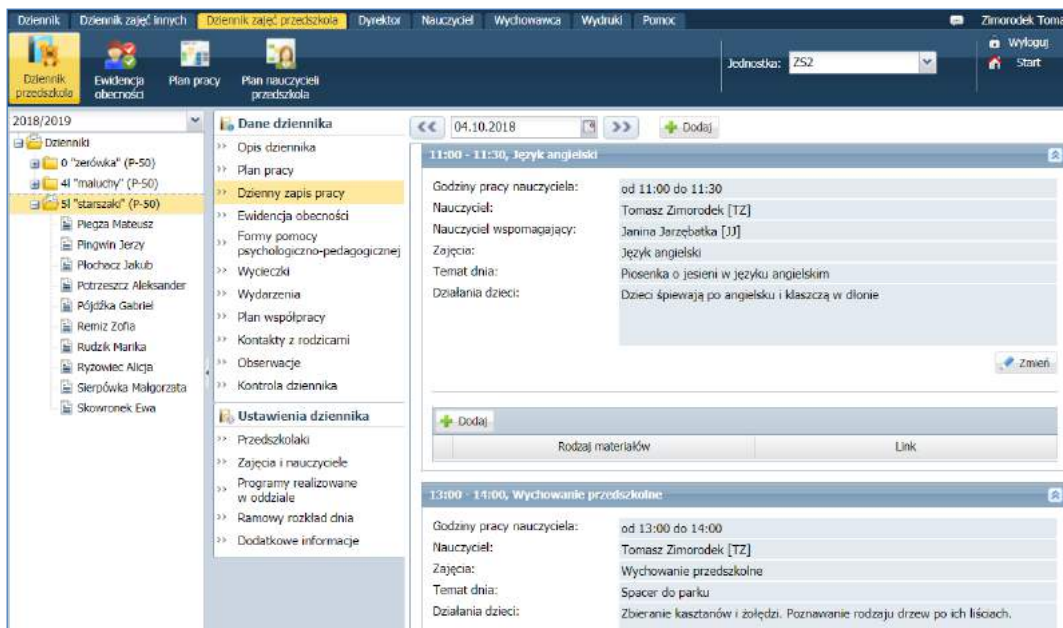 Dziennik Dziennik zajęć innych Dziennik zajęć przedszkola Dyrektor Nauczyciel Wychowawca Wydruki Pomoc Zimorodek Toma
Dziennik przedszkola
Ewidencja obecności
Plan pracy
Plan nauczycieli przedszkola
Jednostka: ZS2
Wyloguj
Start
2018/2019
Dzienniki
0 "zerówka" (P-50)
4l "maluchy" (P-50)
5l "starszaki" (P-50)
Piegża Mateusz
Pingwin Jerzy
Płochacz Jakub
Potrzeszcz Aleksander
Pójdźka Gabriel
Remiz Zofia
Rudzik Marika
Ryżowiec Alicja
Sierpówka Małgorzata
Skowronek Ewa
Dane dziennika
Opis dziennika
Plan pracy
Dzienny zapis pracy
Ewidencja obecności
Formy pomocy
psychologiczno-pedagogicznej
Wycieczki
Wydarzenia
Plan współpracy
Kontakty z rodzicami
Obserwacje
Kontrola dziennika
Ustawienia dziennika
Przedszkolaki
Zajęcia i nauczyciele
Programy realizowane
w oddziale
Ramowy rozkład dnia
Dodatkowe informacje
<< 04.10.2018 >> Dodaj
11:00 - 11:30, Język angielski
Godziny pracy nauczyciela: od 11:00 do 11:30
Nauczyciel: Tomasz Zimorodek [TZ]
Nauczyciel wspomagający: Janina Jarzębatka [JJ]
Zajęcia: Język angielski
Temat dnia: Piosenka o jesieni w języku angielskim
Działania dzieci: Dzieci śpiewają po angielsku i klaszczą w dłonie
Zmień
Dodaj
Rodzaj materiałów Link
13:00 - 14:00, Wychowanie przedszkolne
Godziny pracy nauczyciela: od 13:00 do 14:00
Nauczyciel: Tomasz Zimorodek [TZ]
Zajęcia: Wychowanie przedszkolne
Temat dnia: Spacer do parku
Działania dzieci: Zbieranie kasztanów i żołędzi. Poznawanie rodzaju drzew po ich liściach.